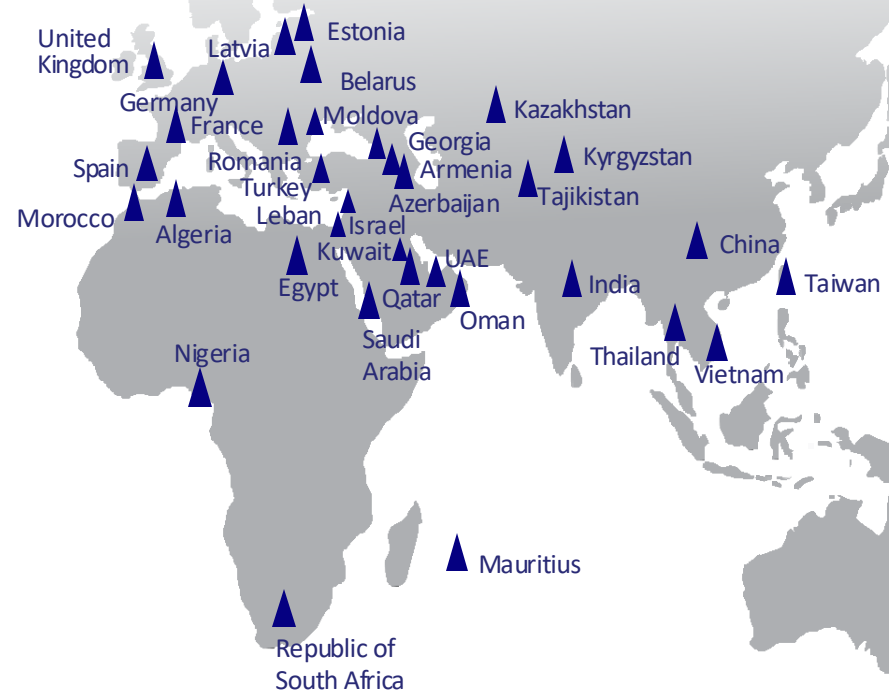 Estonia
United
Kingdom
Latvia
Belarus
Germany
Kazakhstan
Moldova
France
Georgia
Kyrgyzstan
Romania
Armenia
Spain
Turkey
Tajikistan
Azerbaijan
Leban
Morocco
Israel
Algeria
China
Kuwait
UAE
Egypt
Qatar
India
Taiwan
Oman
Saudi
Arabia
Nigeria
Thailand
Vietnam
Mauritius
Republic of
South Africa